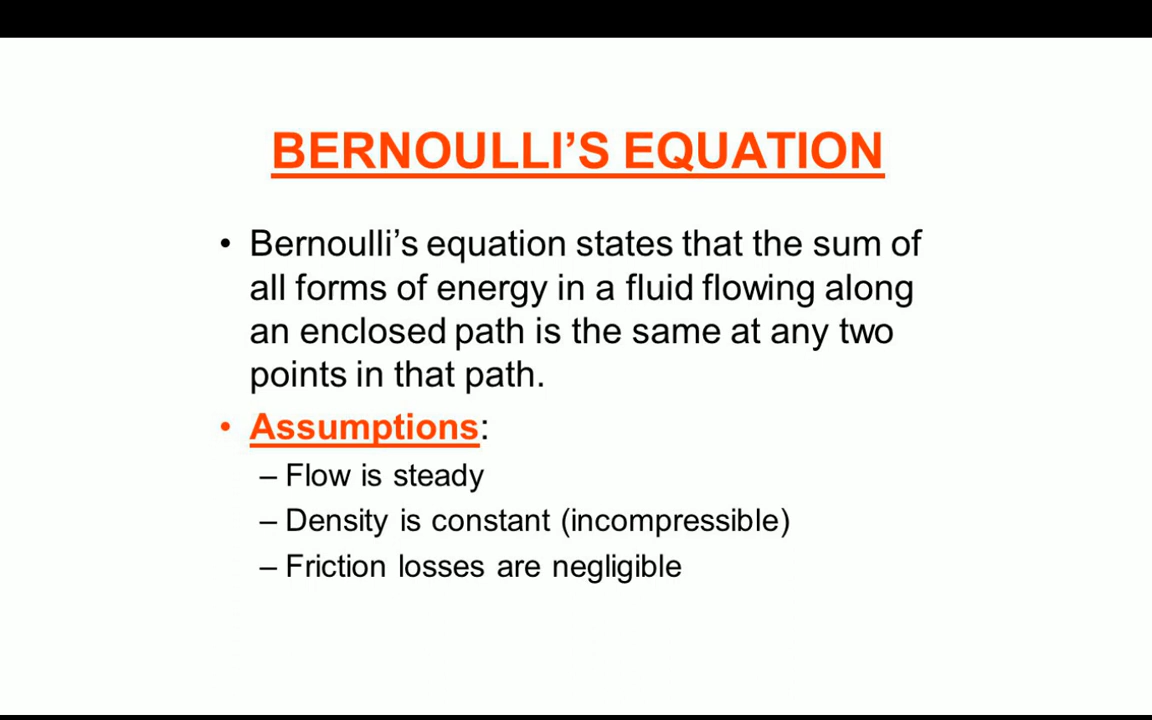 BERNOULLI’S EQUATION
• Bernoulli’s equation states that the sum of
all forms of energy in a fluid flowing along
an enclosed path is the same at any two
points in that path.
• Assumptions:
– Flow is steady
– Density is constant (incompressible)
– Friction losses are negligible